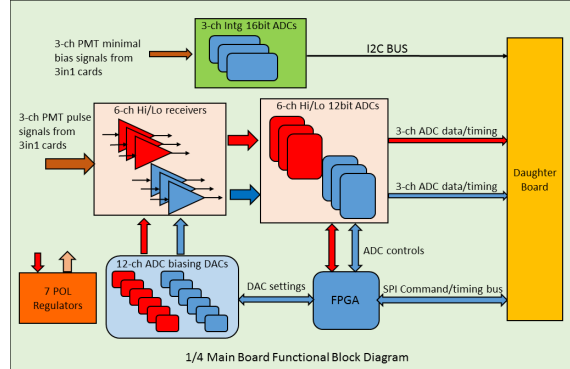 3-ch Intg 16bit ADCs
3-ch PMT minimal
bias signals from
3in1 cards
I2C BUS
6-ch Hi/Lo receivers
6-ch Hi/Lo 12bit ADCs
3-ch PMT pulse
signals from
3in1 cards
3-ch ADC data/timing
Daughter
Board
3-ch ADC data/timing
12-ch ADC biasing DACs
ADC controls
7 POL
Regulators
DAC settings
FPGA
SPI Command/timing bus
1/4 Main Board Functional Block Diagram